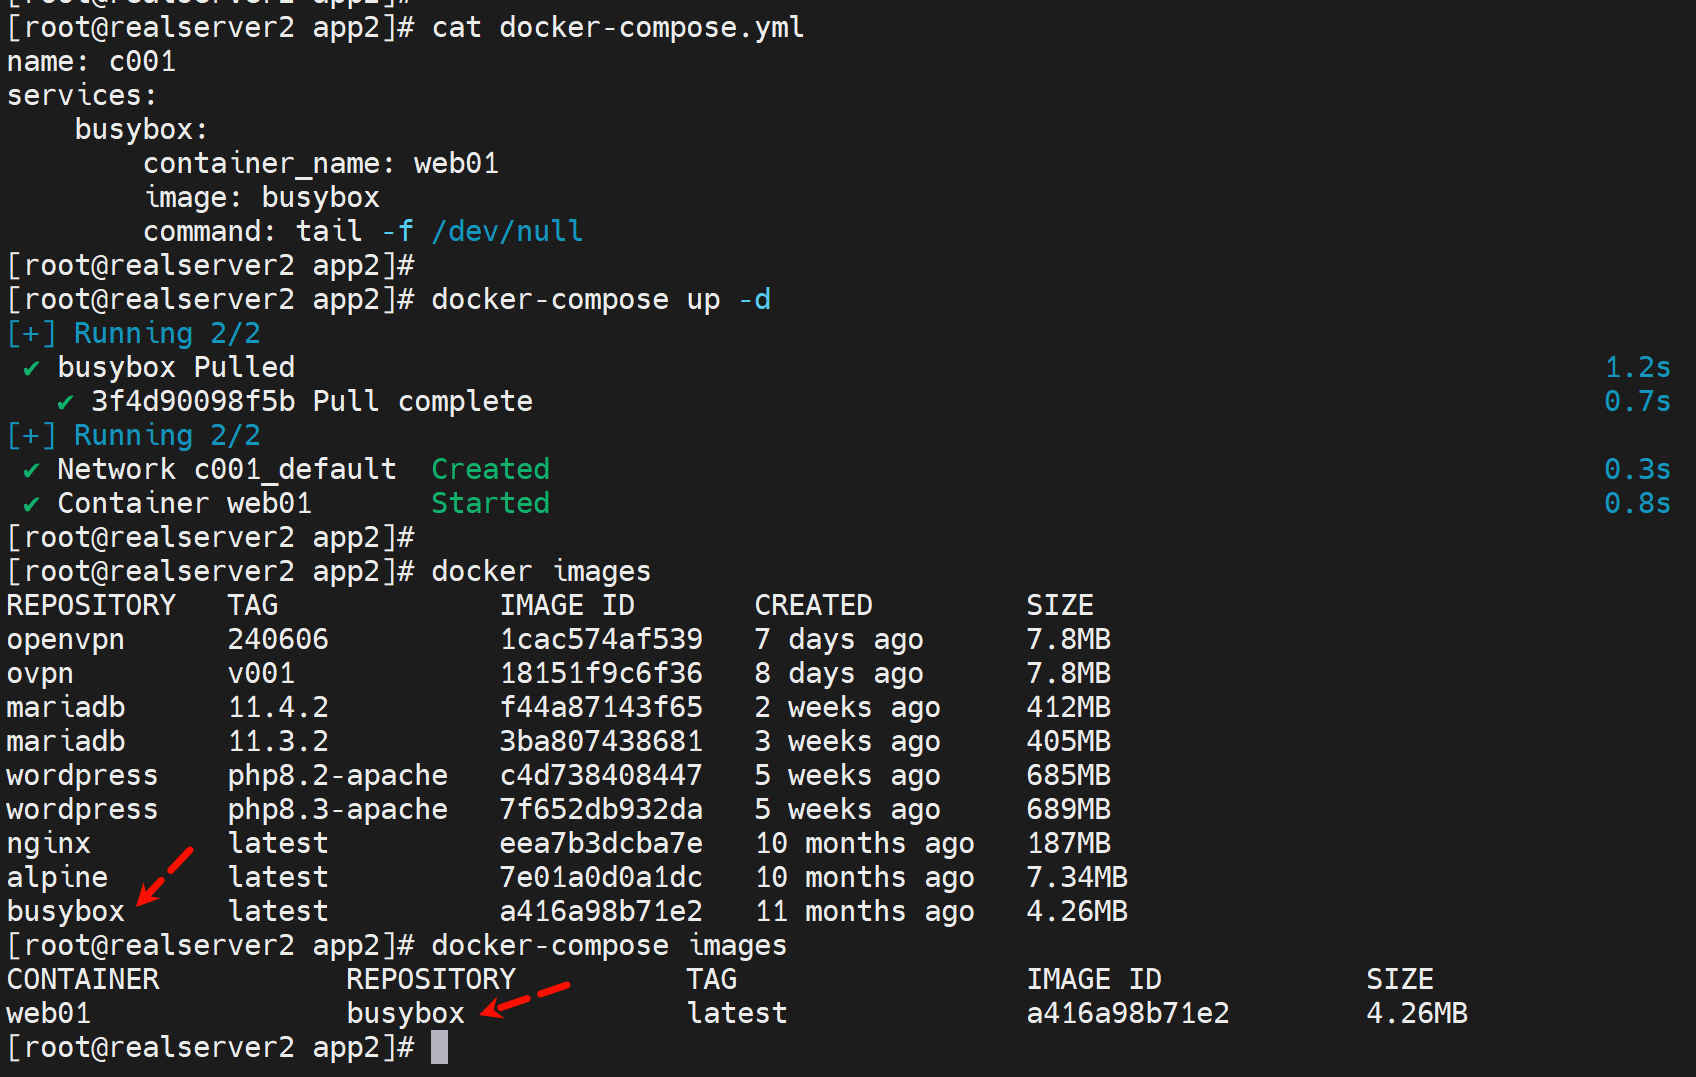 [root@realserver2 app2]#
[root@realserver2 app2]# cat docker-compose.yml
name: c001
services:
    busybox:
        container_name: web01
        image: busybox
        command: tail -f /dev/null
[root@realserver2 app2]#
[root@realserver2 app2]# docker-compose up -d
[+] Running 2/2
 ✔ busybox Pulled 1.2s
   ✔ 3f4d90098f5b Pull complete 0.7s
[+] Running 2/2
 ✔ Network c001_default  Created 0.3s
 ✔ Container web01       Started 0.8s
[root@realserver2 app2]#
[root@realserver2 app2]# docker images
REPOSITORY   TAG             IMAGE ID       CREATED         SIZE
openvpn      240606          1cac574af539   7 days ago      7.8MB
ovpn         v001            18151f9c6f36   8 days ago      7.8MB
mariadb      11.4.2          f44a87143f65   2 weeks ago     412MB
mariadb      11.3.2          3ba807438681   3 weeks ago     405MB
wordpress    php8.2-apache   c4d738408447   5 weeks ago     685MB
wordpress    php8.3-apache   7f652db932da   5 weeks ago     689MB
nginx        latest          eea7b3dcba7e   10 months ago   187MB
alpine       latest          7e01a0d0a1dc   10 months ago   7.34MB
busybox      latest          a416a98b71e2   11 months ago   4.26MB
[root@realserver2 app2]# docker-compose images
CONTAINER           REPOSITORY          TAG                 IMAGE ID            SIZE
web01               busybox             latest              a416a98b71e2        4.26MB
[root@realserver2 app2]#